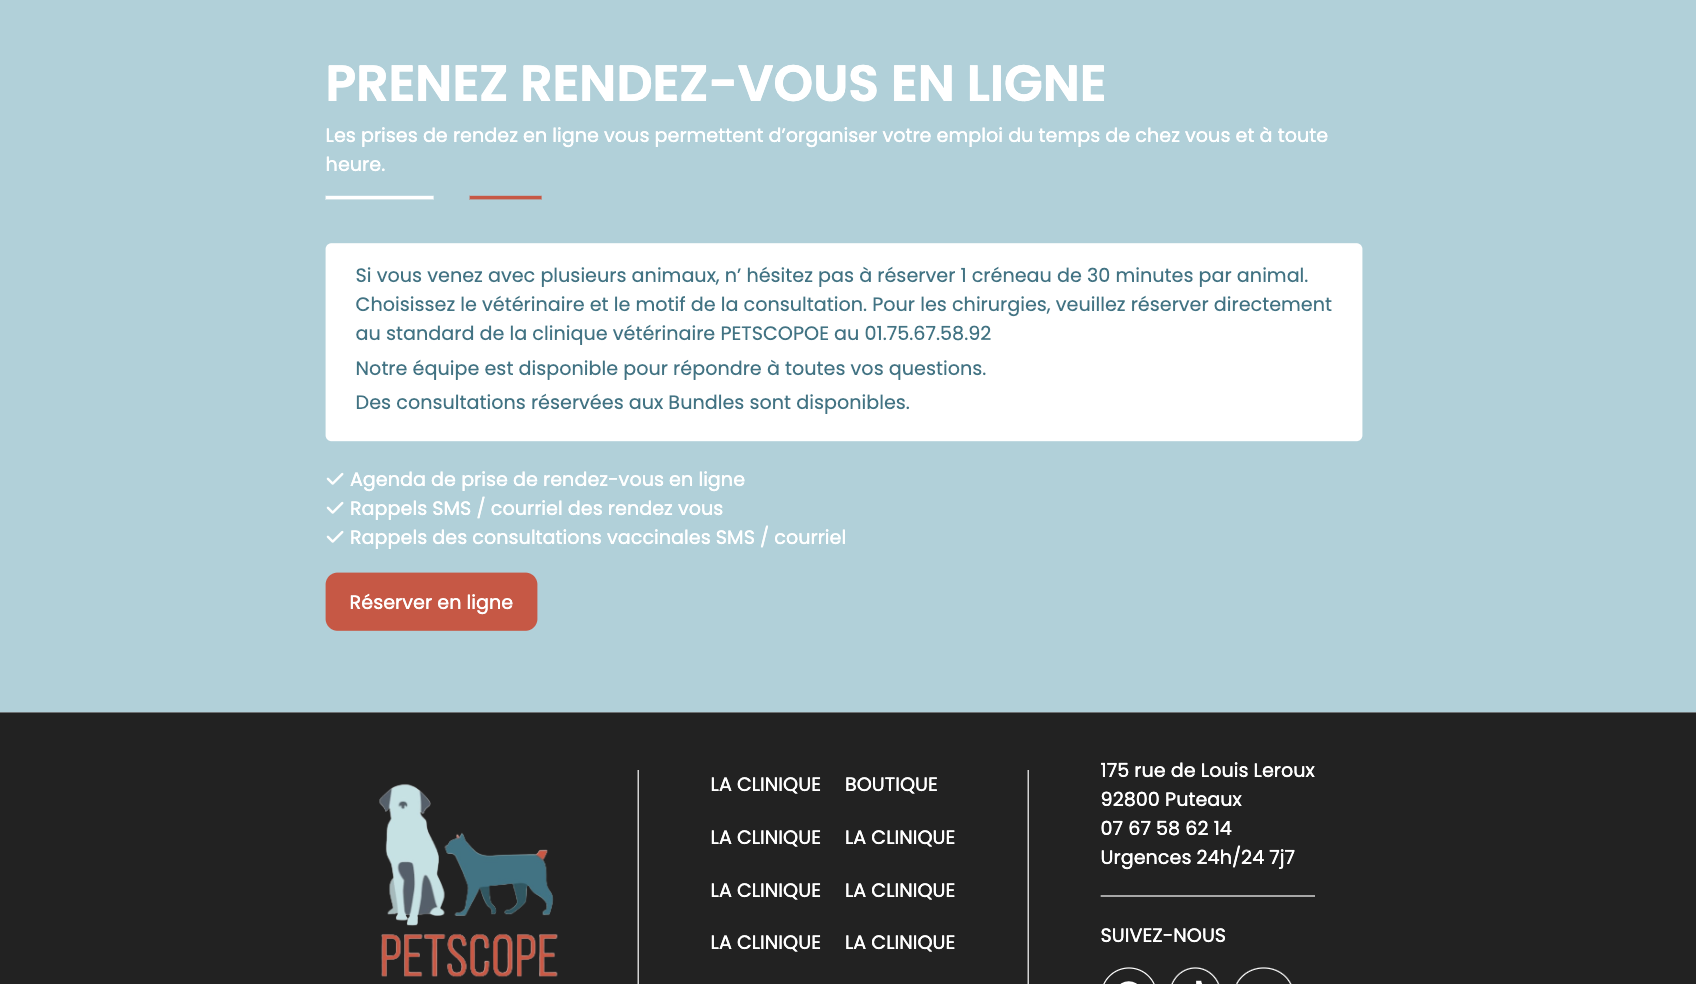 PRENEZ RENDEZ-VOUS EN LIGNE
Les prises de rendez en ligne vous permettent d’organiser votre emploi du temps de chez vous et à toute
heure.
Si vous venez avec plusieurs animaux, n’ hésitez pas à réserver 1 créneau de 30 minutes par animal.
Choisissez le vétérinaire et le motif de la consultation. Pour les chirurgies, veuillez réserver directement
au standard de la clinique vétérinaire PETSCOPOE au 01.75.67.58.92
Notre équipe est disponible pour répondre à toutes vos questions.
Des consultations réservées aux Bundles sont disponibles.
Agenda de prise de rendez-vous en ligne
Rappels SMS / courriel des rendez vous
Rappels des consultations vaccinales SMS / courriel
Réserver en ligne
PETSCOPE
LA CLINIQUE BOUTIQUE
LA CLINIQUE LA CLINIQUE
LA CLINIQUE LA CLINIQUE
LA CLINIQUE LA CLINIQUE
175 rue de Louis Leroux
92800 Puteaux
07 67 58 62 14
Urgences 24h/24 7j7
SUIVEZ-NOUS